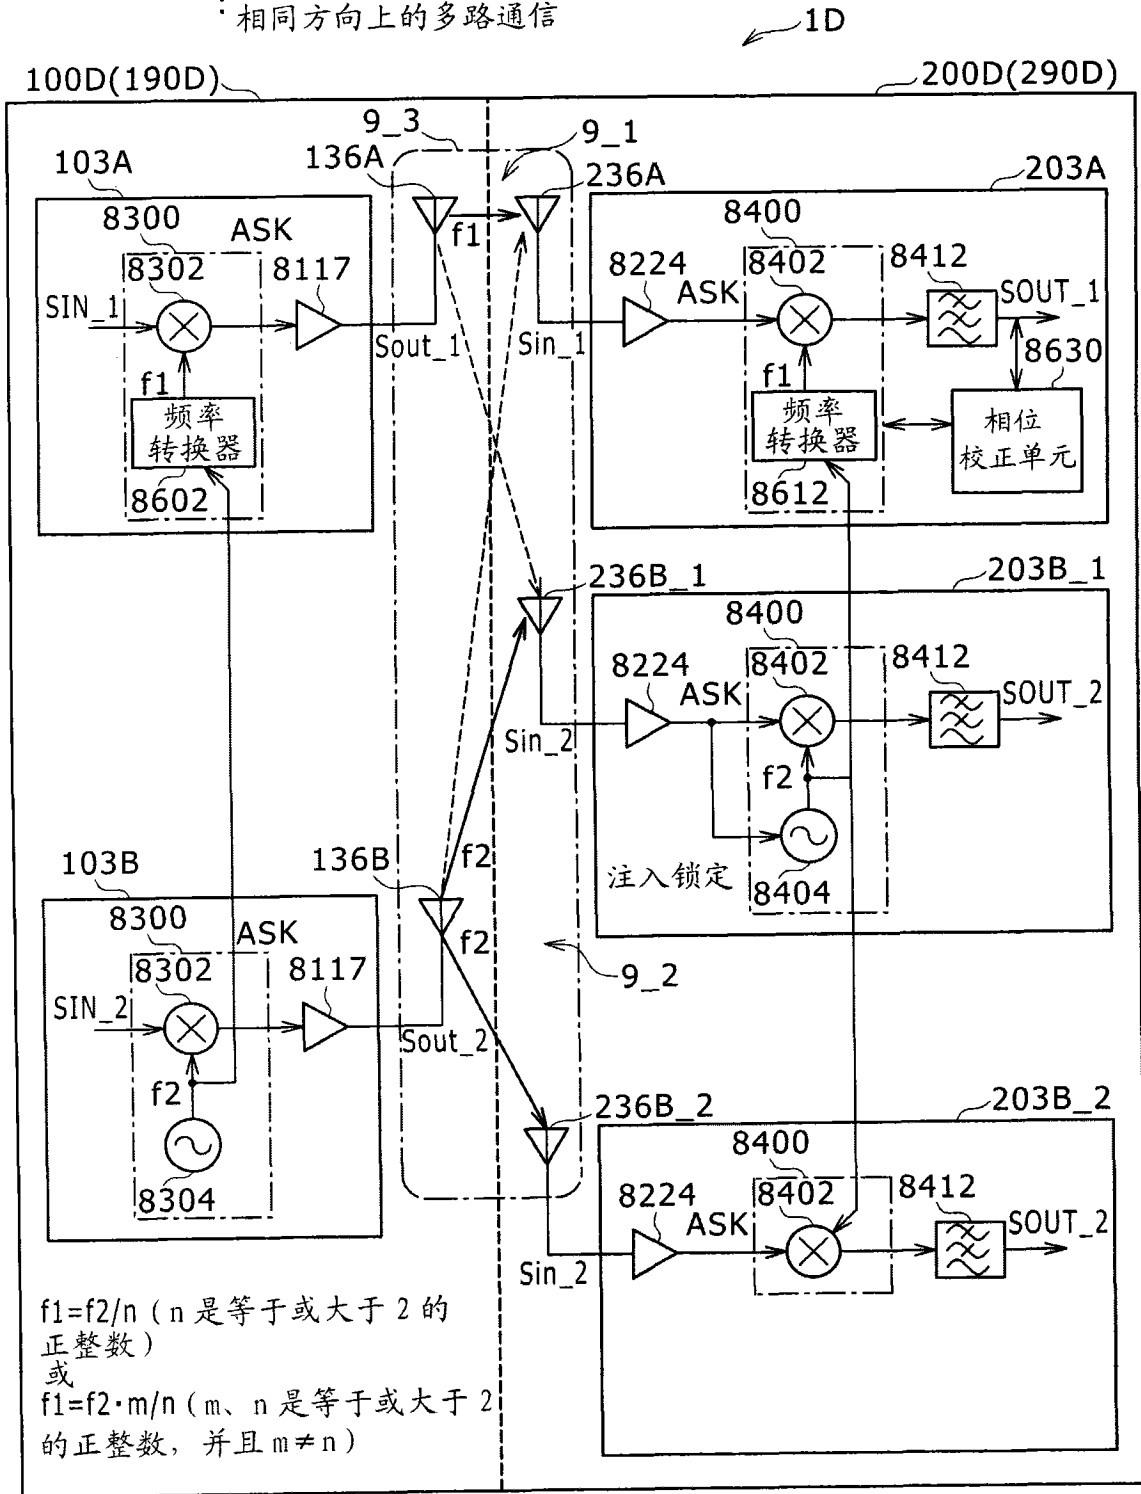 相同方向上的多路通信
1D
100D(190D)
200D(290D)
9_3
9_1
136A
236A
103A
203A
8300
ASK
8302
8117
SIN_1
f1
频率
转换器
8602
Sout_1
f1
Sin_1
8224
ASK
8400
8402
8412
SOUT_1
8630
f1
频率
转换器
8612
相位
校正单元
236B_1
203B_1
8400
8224
ASK
8402
8412
SOUT_2
Sin_2
f2
注入锁定
8404
103B
136B
f2
f2
9_2
8300
ASK
8302
8117
SIN_2
f2
8304
Sout_2
236B_2
203B_2
8400
8224
ASK
8402
8412
SOUT_2
Sin_2
f1=f2/n(n是等于或大于2的
正整数)
或
f1=f2·m/n(m、n是等于或大于2
的正整数,并且m≠n)